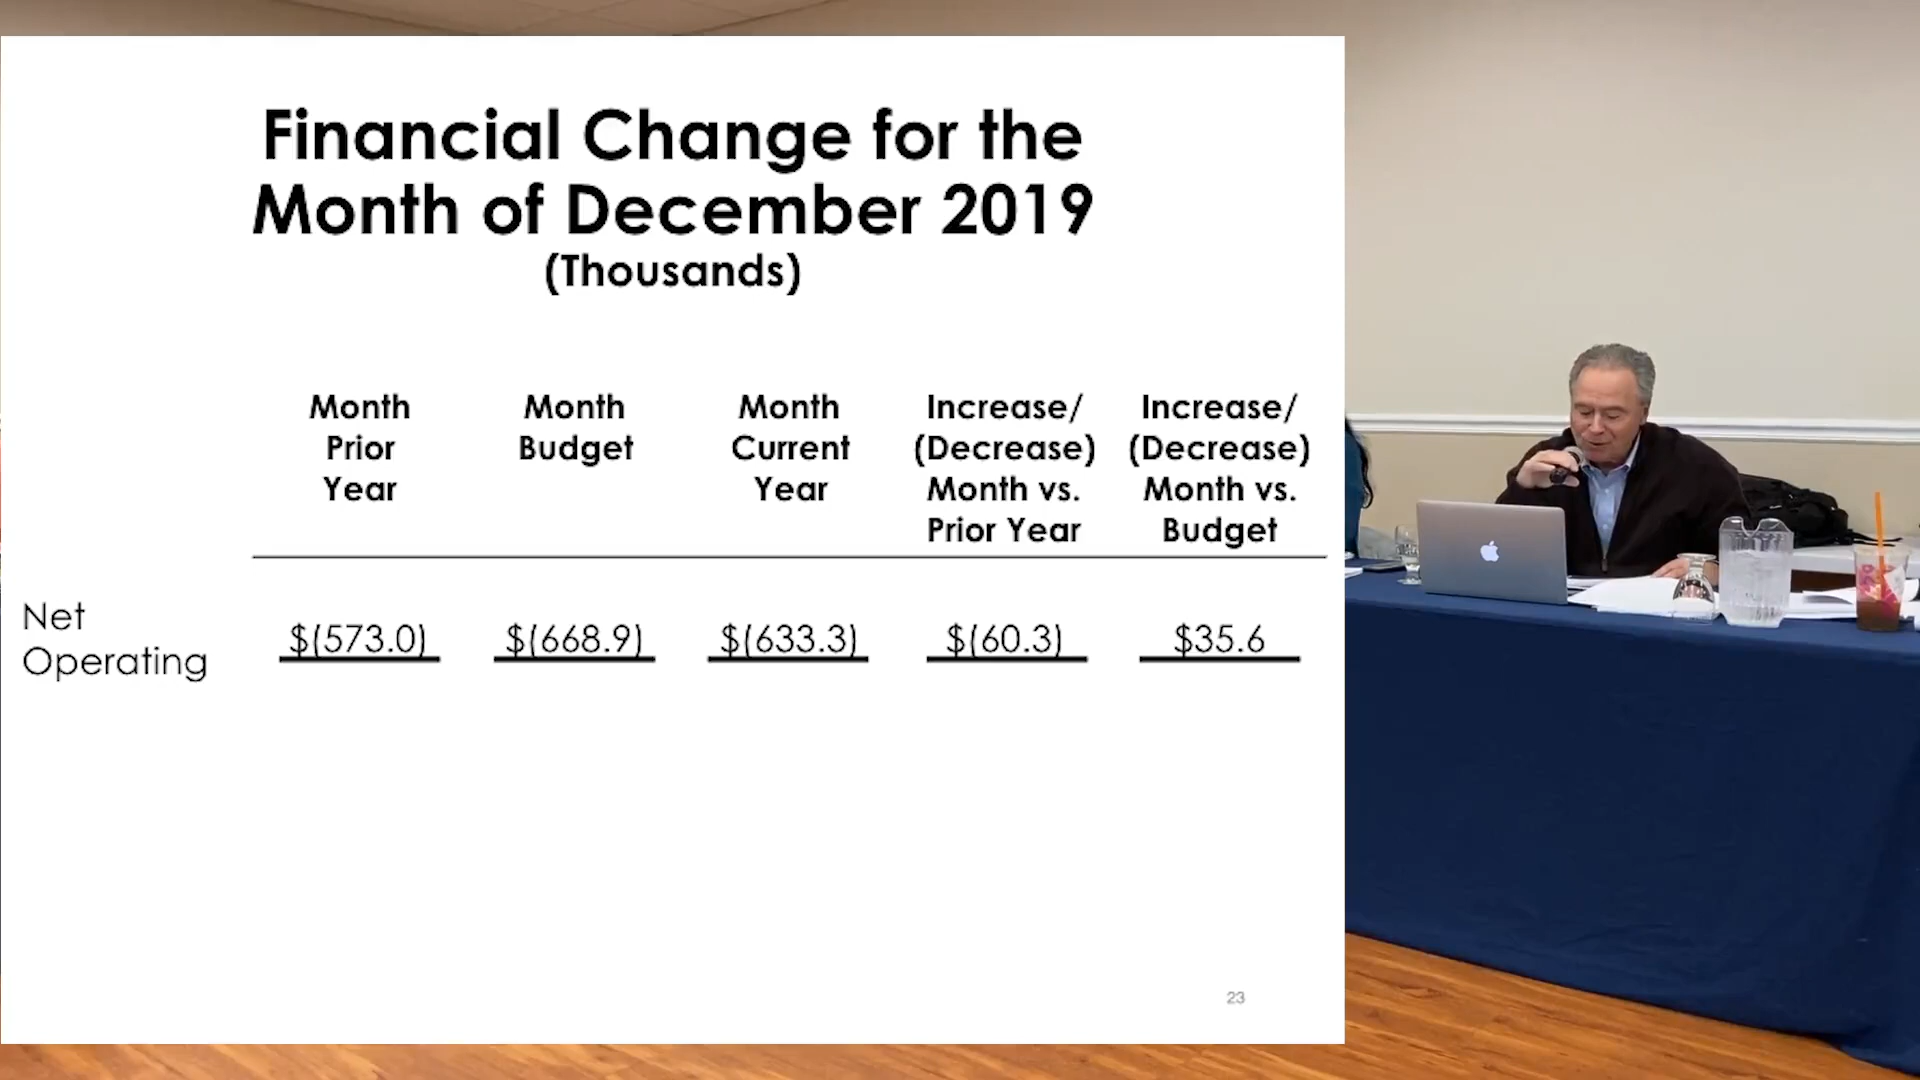 Financial Change for the
Month of December 2019
(Thousands)
Month
Prior
Year
Month
Budget
Month
Current
Year
Increase/
(Decrease)
Month vs.
Prior Year
Increase/
(Decrease)
Month vs.
Budget
Net
Operating
$(573.0)
$(668.9)
$(633.3)
$(60.3)
$35.6
23